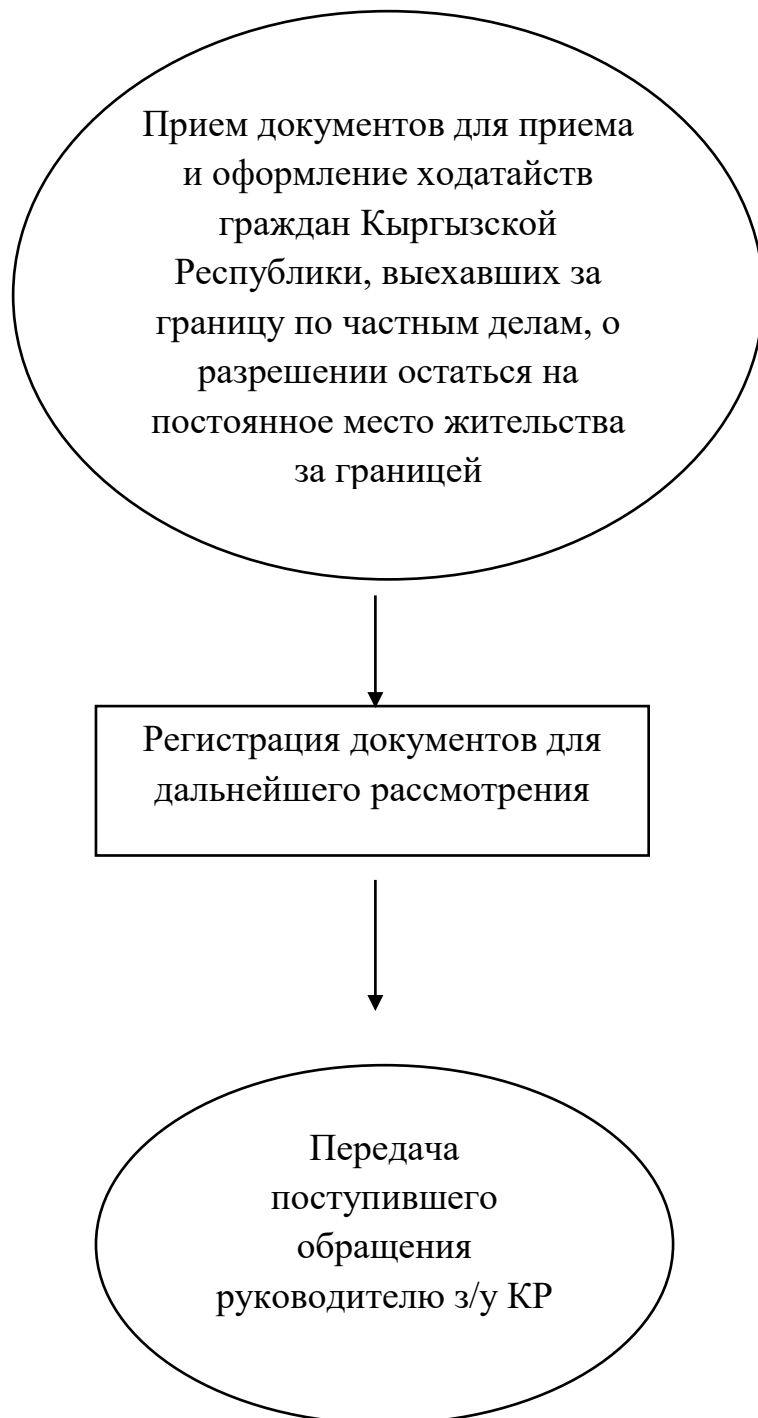 Прием документов для приема
и оформление ходатайств
граждан Кыргызской
Республики, выехавших за
границу по частным делам, о
разрешении остаться на
постоянное место жительства
за границей
Регистрация документов для
дальнейшего рассмотрения
Передача
поступившего
обращения
руководителю з/у КР